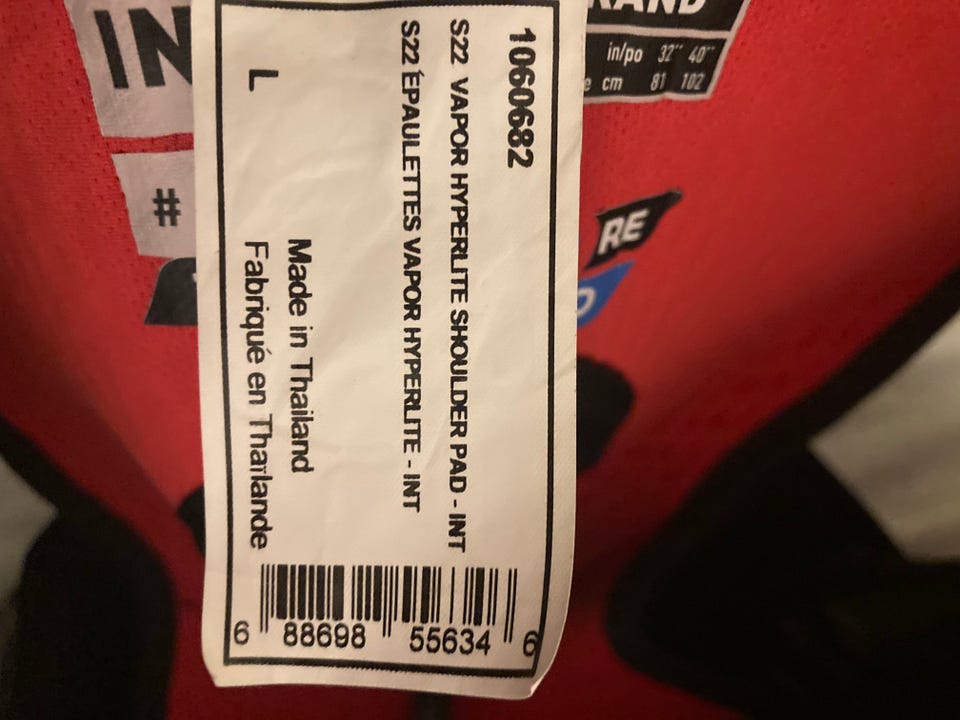 1060682
S22 VAPOR HYPERLITE SHOULDER PAD - INT
S22 ÉPAULETTES VAPOR HYPERLITE - INT
Made in Thailand
Fabriqué en Thaïlande
L
6 88698 55634 6
IN
#
in/po 32" 40"
cm 81 102
RE